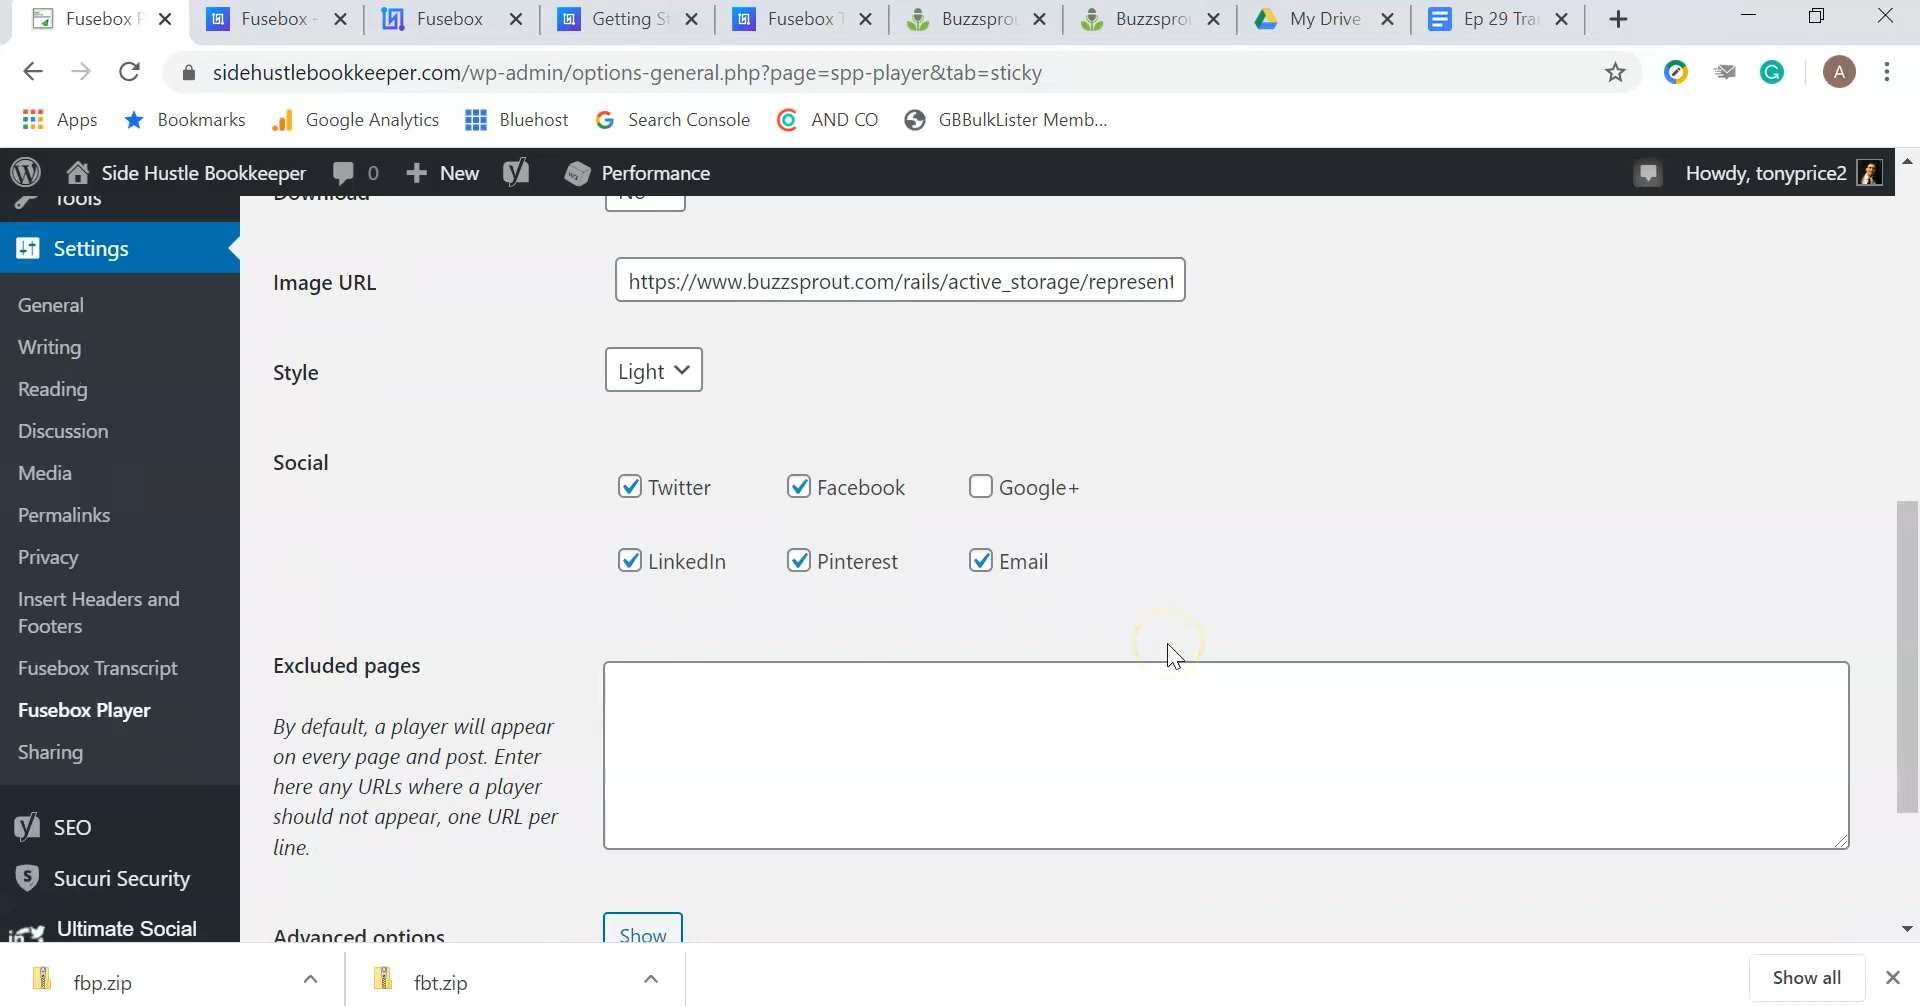 Fusebox P
Fusebox -
Fusebox
Getting St
Fusebox T
Buzzsprou
Buzzsprou
My Drive
Ep 29 Tra
sidehustlebookkeeper.com/wp-admin/options-general.php?page=spp-player&tab=sticky
A
Apps
Bookmarks
Google Analytics
Bluehost
Search Console
AND CO
GBBulkLister Memb...
Side Hustle Bookkeeper
0
New
Performance
Howdy, tonyprice2
Tools
Settings
General
Writing
Reading
Discussion
Media
Permalinks
Privacy
Insert Headers and
Footers
Fusebox Transcript
Fusebox Player
Sharing
SEO
Sucuri Security
Ultimate Social
Download
No
Image URL
https://www.buzzsprout.com/rails/active_storage/represent
Style
Light
Social
Twitter
Facebook
Google+
LinkedIn
Pinterest
Email
Excluded pages
By default, a player will appear
on every page and post. Enter
here any URLs where a player
should not appear, one URL per
line.
Advanced options
Show
fbp.zip
fbt.zip
Show all